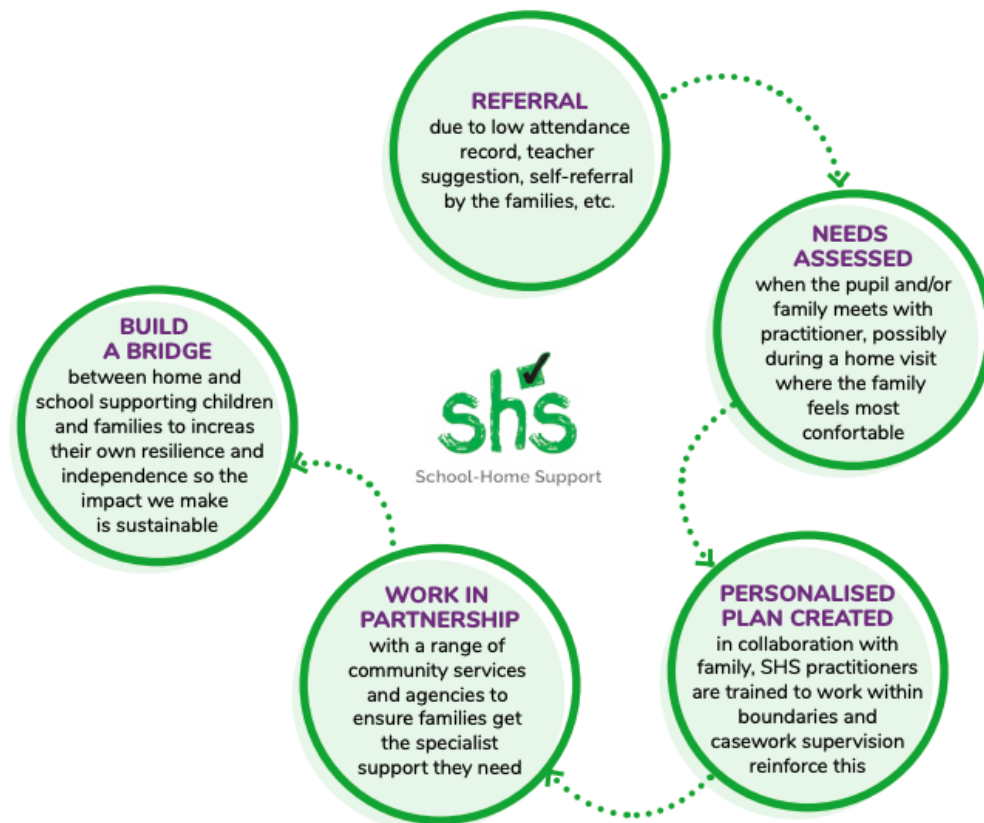 REFERRAL
due to low attendance
record, teacher
suggestion, self-referral
by the families, etc.
NEEDS
ASSESSED
when the pupil and/or
family meets with
practitioner, possibly
during a home visit
where the family
feels most
confortable
PERSONALISED
PLAN CREATED
in collaboration with
family, SHS practitioners
are trained to work within
boundaries and
casework supervision
reinforce this
WORK IN
PARTNERSHIP
with a range of
community services
and agencies to
ensure families get
the specialist
support they need
BUILD
A BRIDGE
between home and
school supporting children
and families to increas
their own resilience and
independence so the
impact we make
is sustainable
shs
School-Home Support